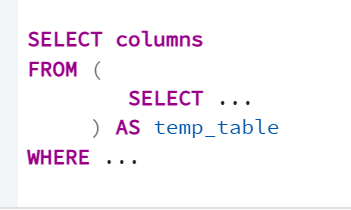 SELECT columns
FROM (
SELECT ...
) AS temp_table
WHERE ...